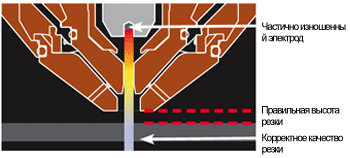 Частично изношенны
й электрод
Правильная высота
резки
Корректное качество
резки